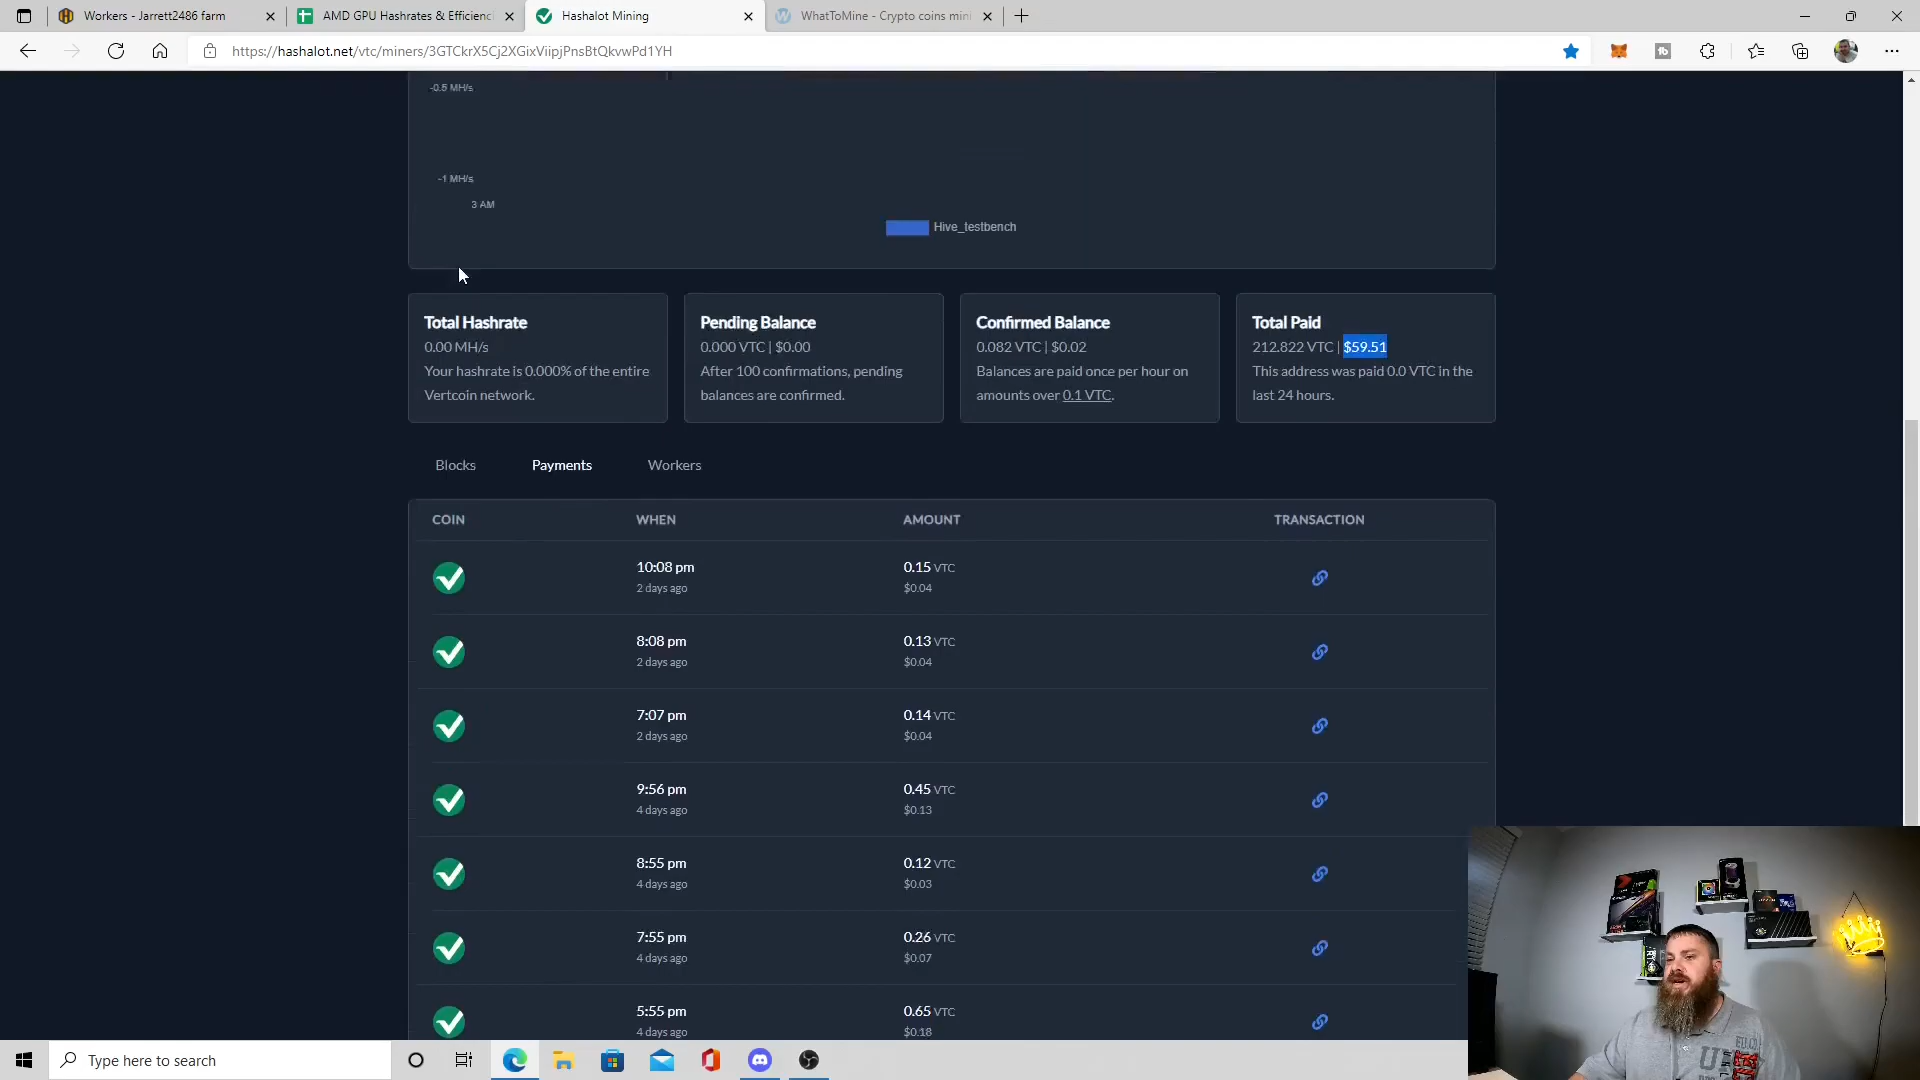 Workers - Jarrett2486 farm
AMD GPU Hashrates & Efficienci
Hashalot Mining
WhatToMine - Crypto coins mini
https://hashalot.net/vtc/miners/3GTCkrX5Cj2XGixViipjPnsBtQkvwPd1YH
-0.5 MH/s
-1 MH/s
3 AM
Hive_testbench
Total Hashrate
0.00 MH/s
Your hashrate is 0.000% of the entire
Vertcoin network.
Pending Balance
0.000 VTC | $0.00
After 100 confirmations, pending
balances are confirmed.
Confirmed Balance
0.082 VTC | $0.02
Balances are paid once per hour on
amounts over 0.1 VTC.
Total Paid
212.822 VTC | $59.51
This address was paid 0.0 VTC in the
last 24 hours.
Blocks Payments Workers
COIN WHEN AMOUNT TRANSACTION
10:08 pm 0.15 VTC
2 days ago $0.04
8:08 pm 0.13 VTC
2 days ago $0.04
7:07 pm 0.14 VTC
2 days ago $0.04
9:56 pm 0.45 VTC
4 days ago $0.13
8:55 pm 0.12 VTC
4 days ago $0.03
7:55 pm 0.26 VTC
4 days ago $0.07
5:55 pm 0.65 VTC
4 days ago $0.18
Type here to search